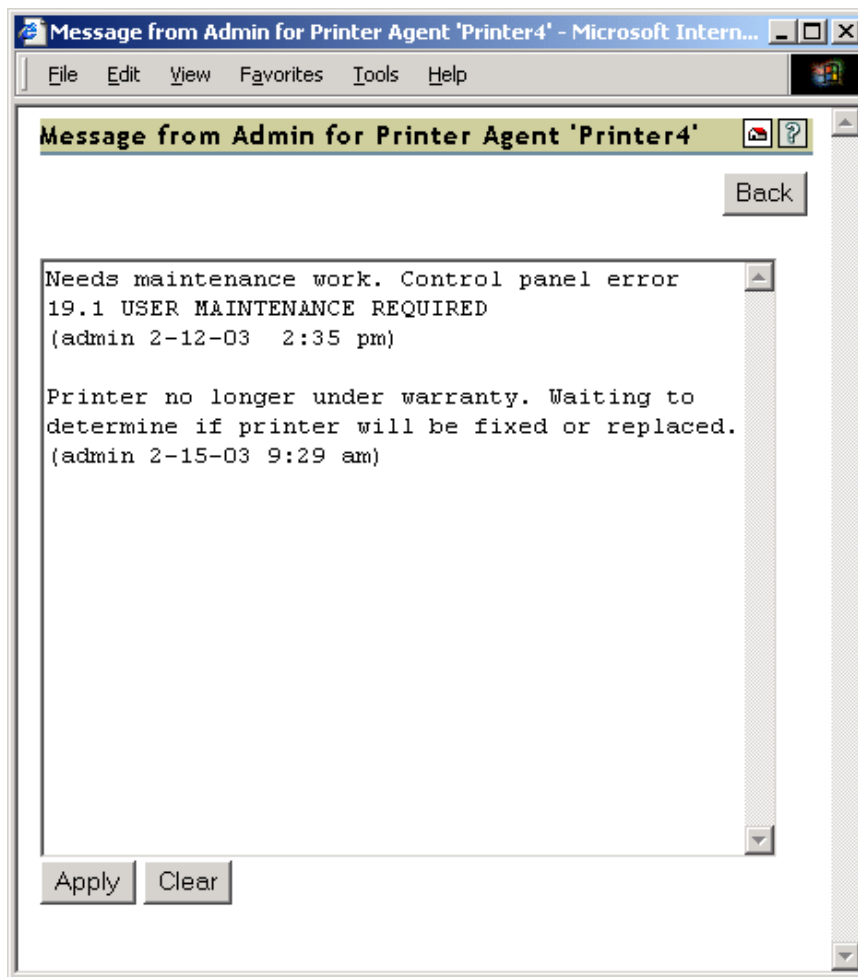 Message from Admin for Printer Agent 'Printer4' - Microsoft Intern...
File Edit View Favorites Tools Help
Message from Admin for Printer Agent 'Printer4' ?
Back
Needs maintenance work. Control panel error
19.1 USER MAINTENANCE REQUIRED
(admin 2-12-03  2:35 pm)
Printer no longer under warranty. Waiting to
determine if printer will be fixed or replaced.
(admin 2-15-03 9:29 am)
Apply Clear